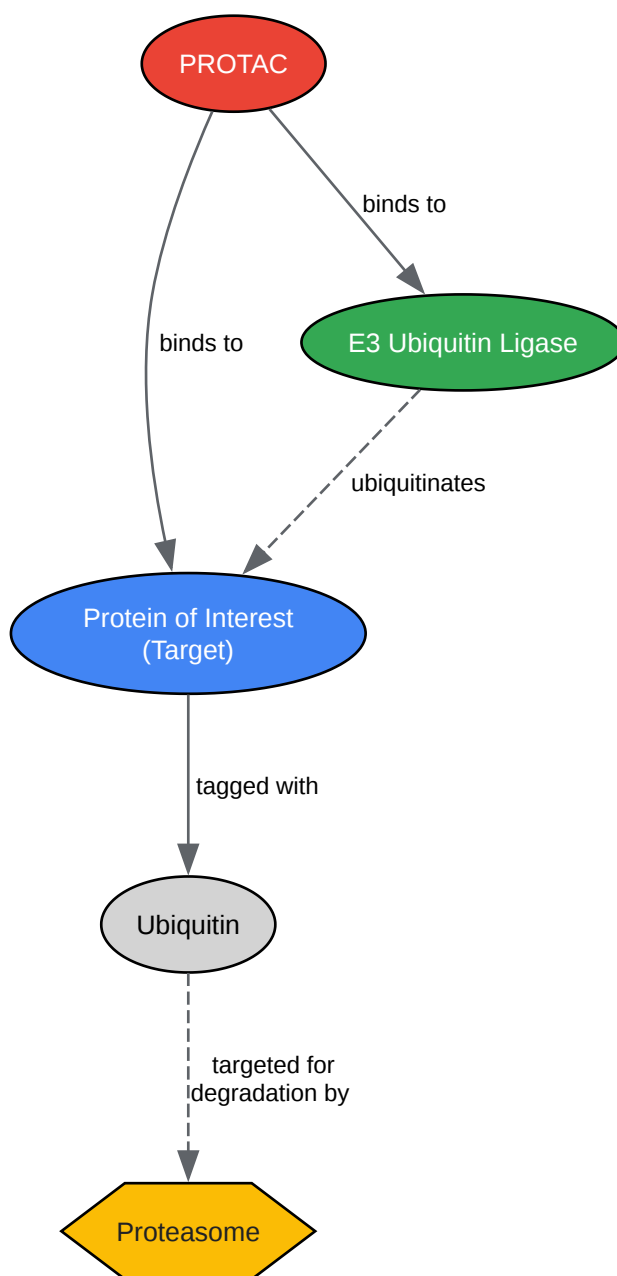 PROTAC
binds to
binds to
E3 Ubiquitin Ligase
ubiquitinates
Protein of Interest
(Target)
tagged with
Ubiquitin
targeted for
degradation by
Proteasome